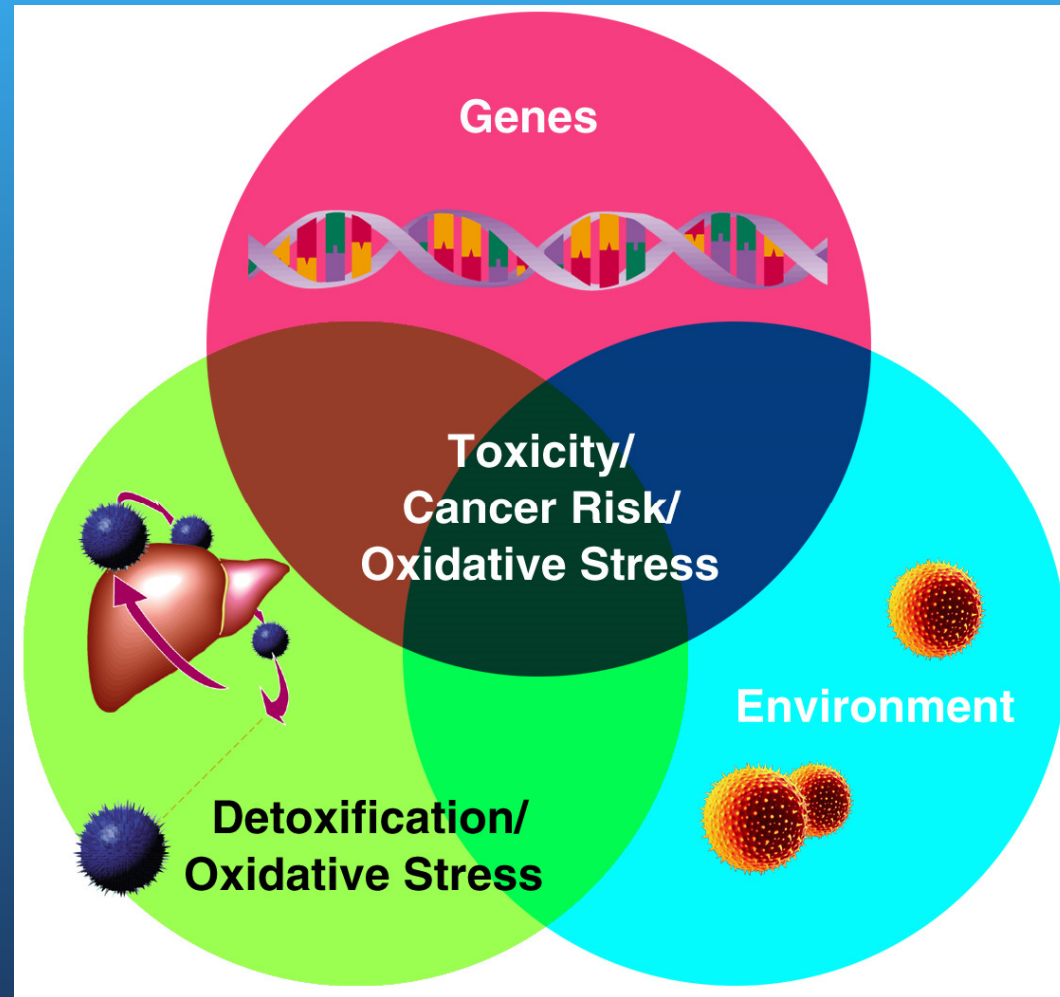 Genes
Toxicity/
Cancer Risk/
Oxidative Stress
Environment
Detoxification/
Oxidative Stress